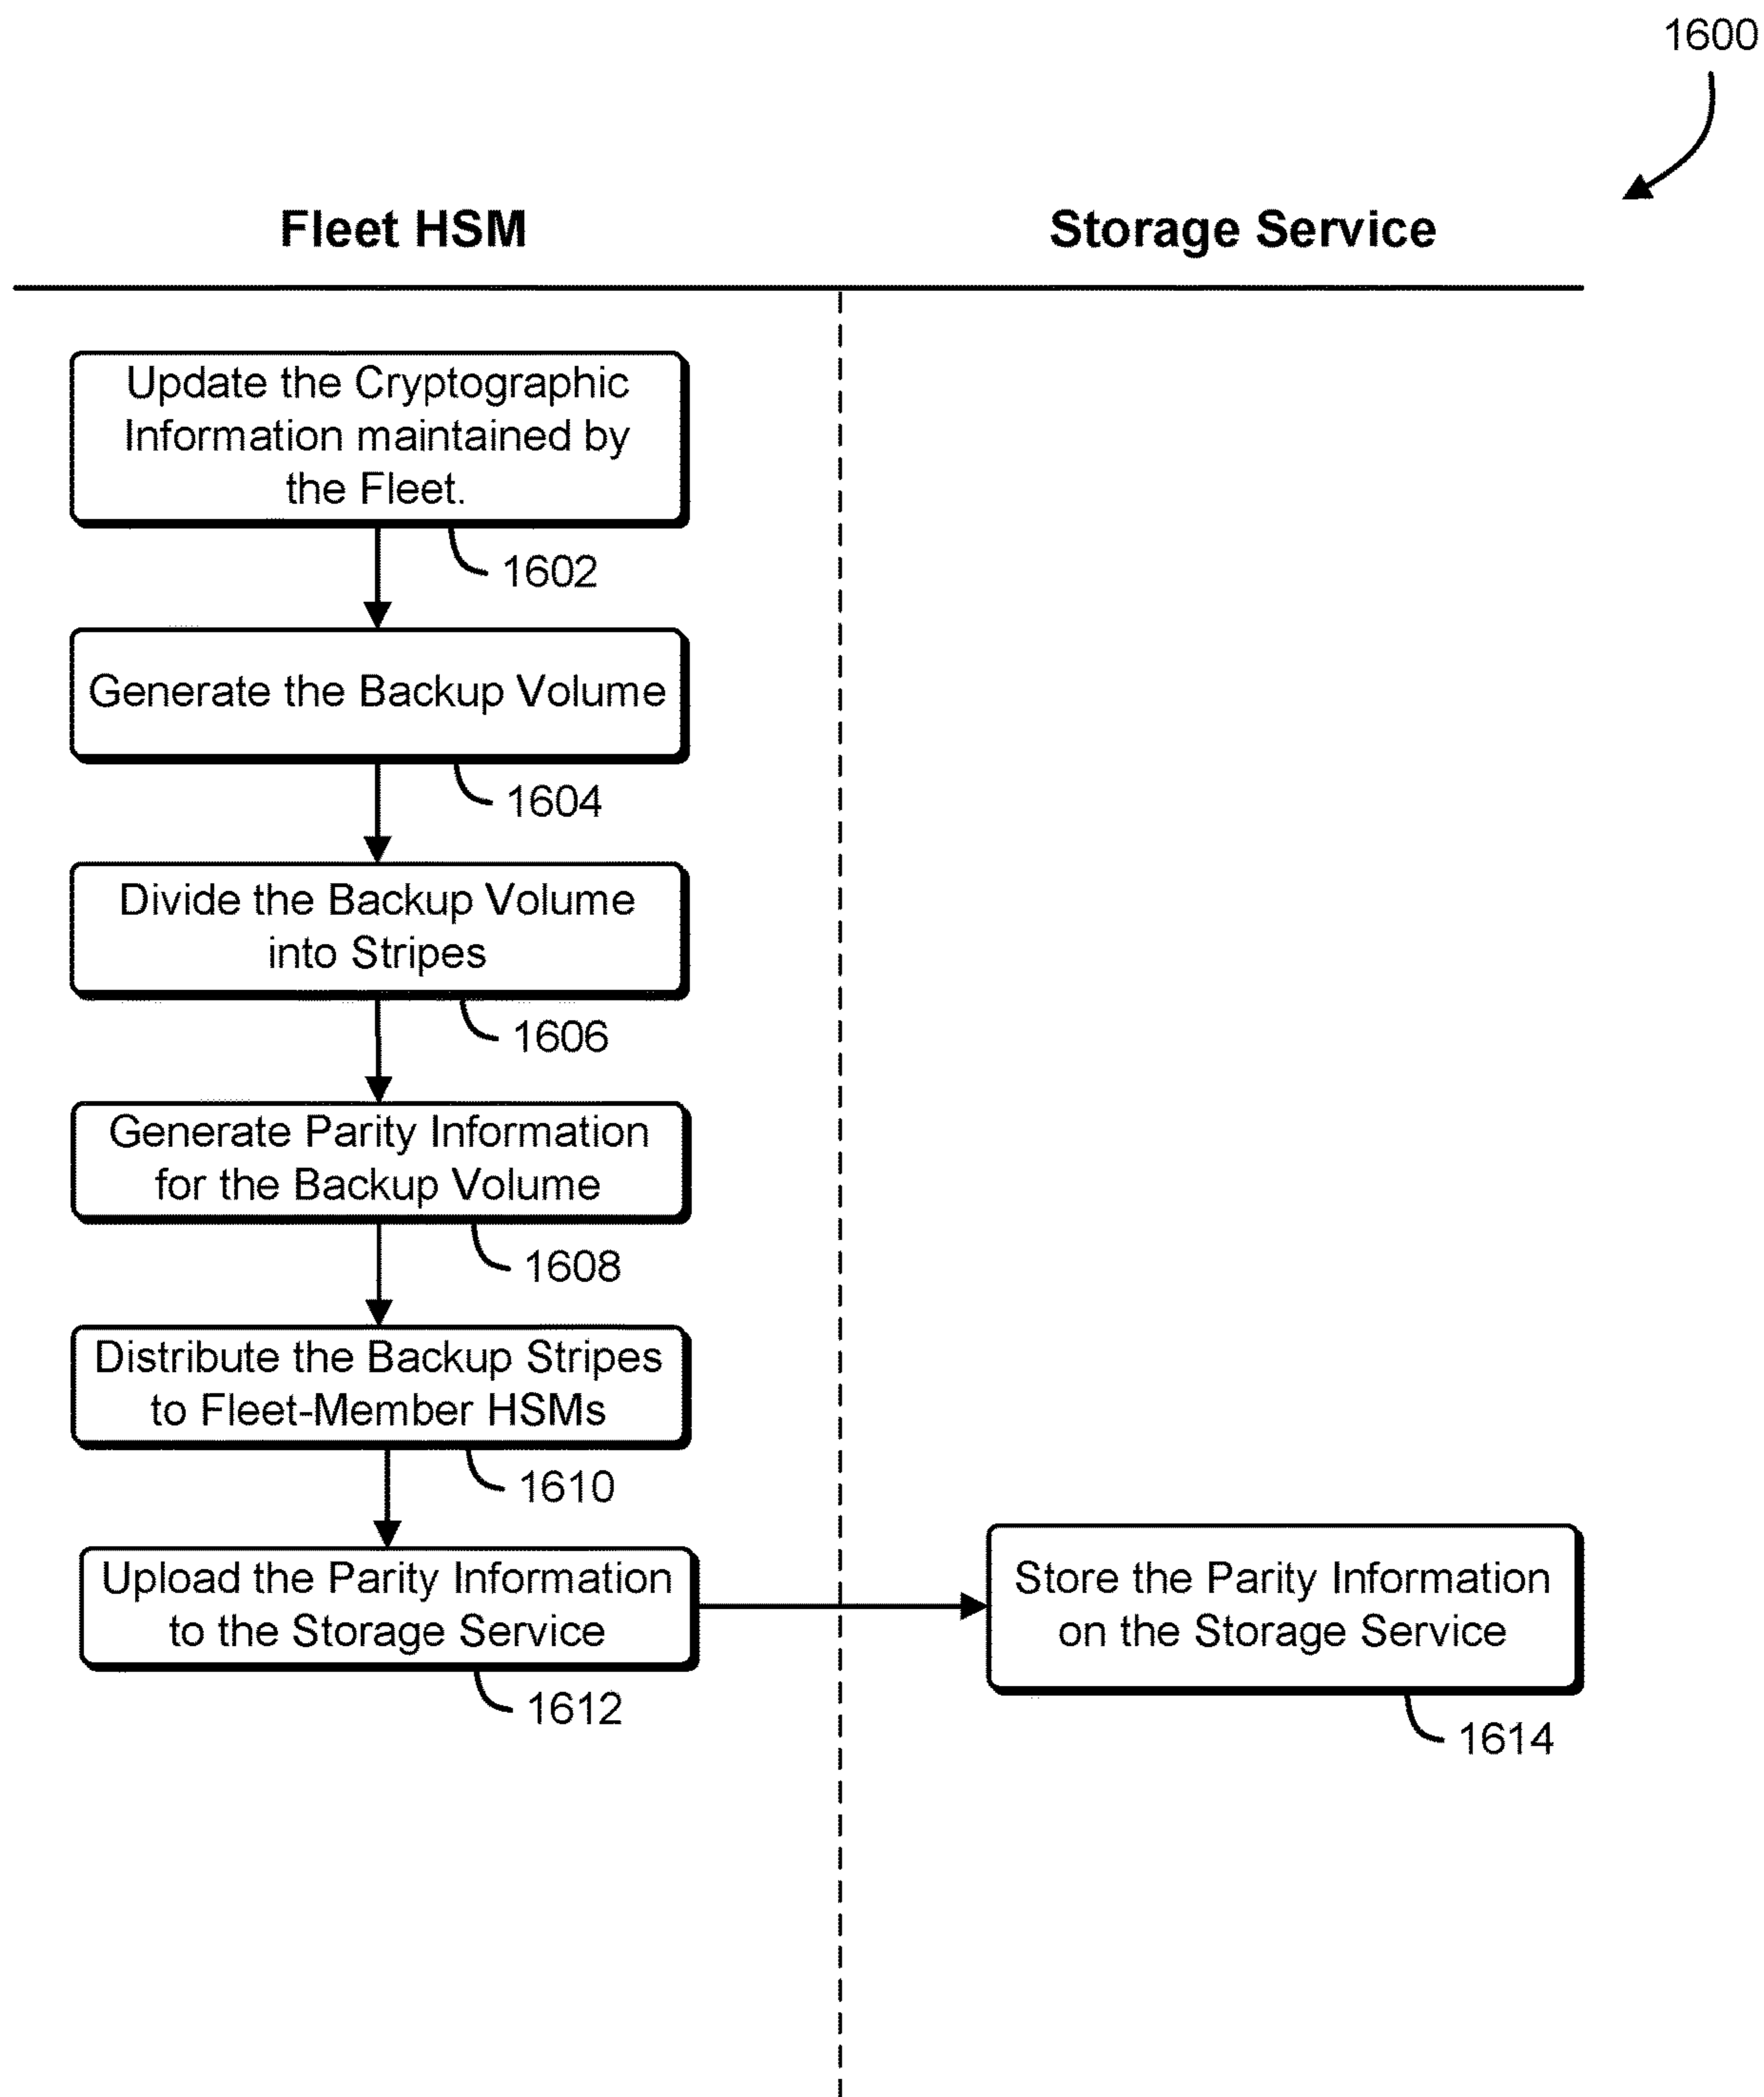 1600
Fleet HSM
Storage Service
Update the Cryptographic
Information maintained by
the Fleet.
1602
Generate the Backup Volume
1604
Divide the Backup Volume
into Stripes
1606
Generate Parity Information
for the Backup Volume
1608
Distribute the Backup Stripes
to Fleet-Member HSMs
1610
Upload the Parity Information
to the Storage Service
1612
Store the Parity Information
on the Storage Service
1614